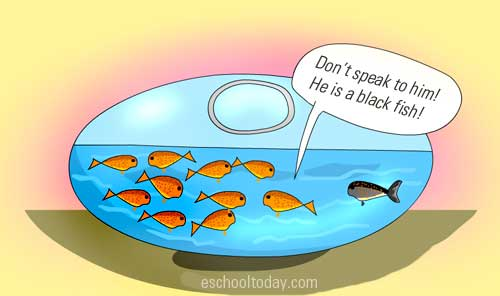 Don't speak to him!
He is a black fish!
eschooltoday.com